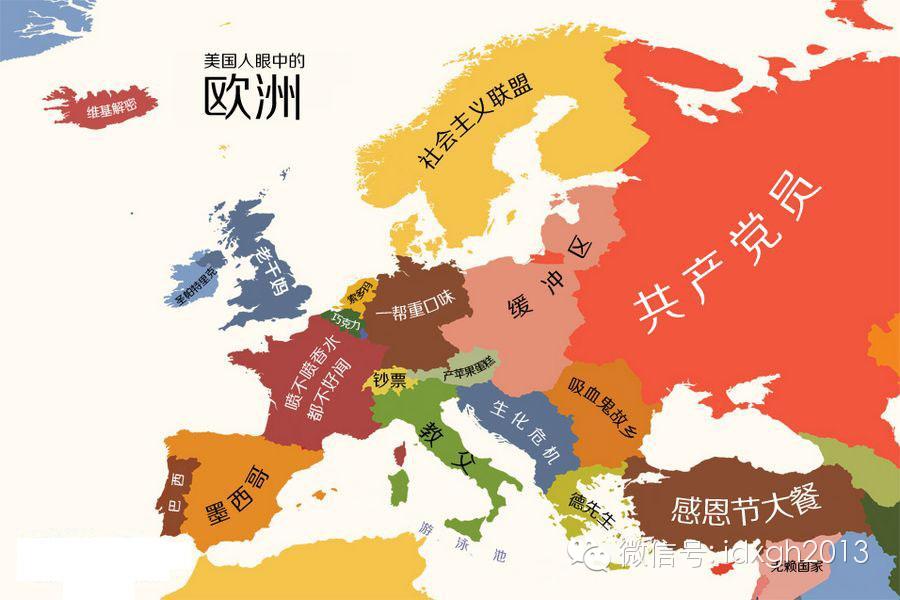 美国人眼中的
欧洲
维基解密
社会主义联盟
共产党员
老干妈
圣帕特里克
索多玛
巧克力
一帮重口味
缓冲区
喷不喷香水
都不好闻
钞票
产苹果蛋糕
吸血鬼故乡
生化危机
教父
巴西
墨西哥
德先生
感恩节大餐
游泳池
无赖国家
微信号: jdxgh2013